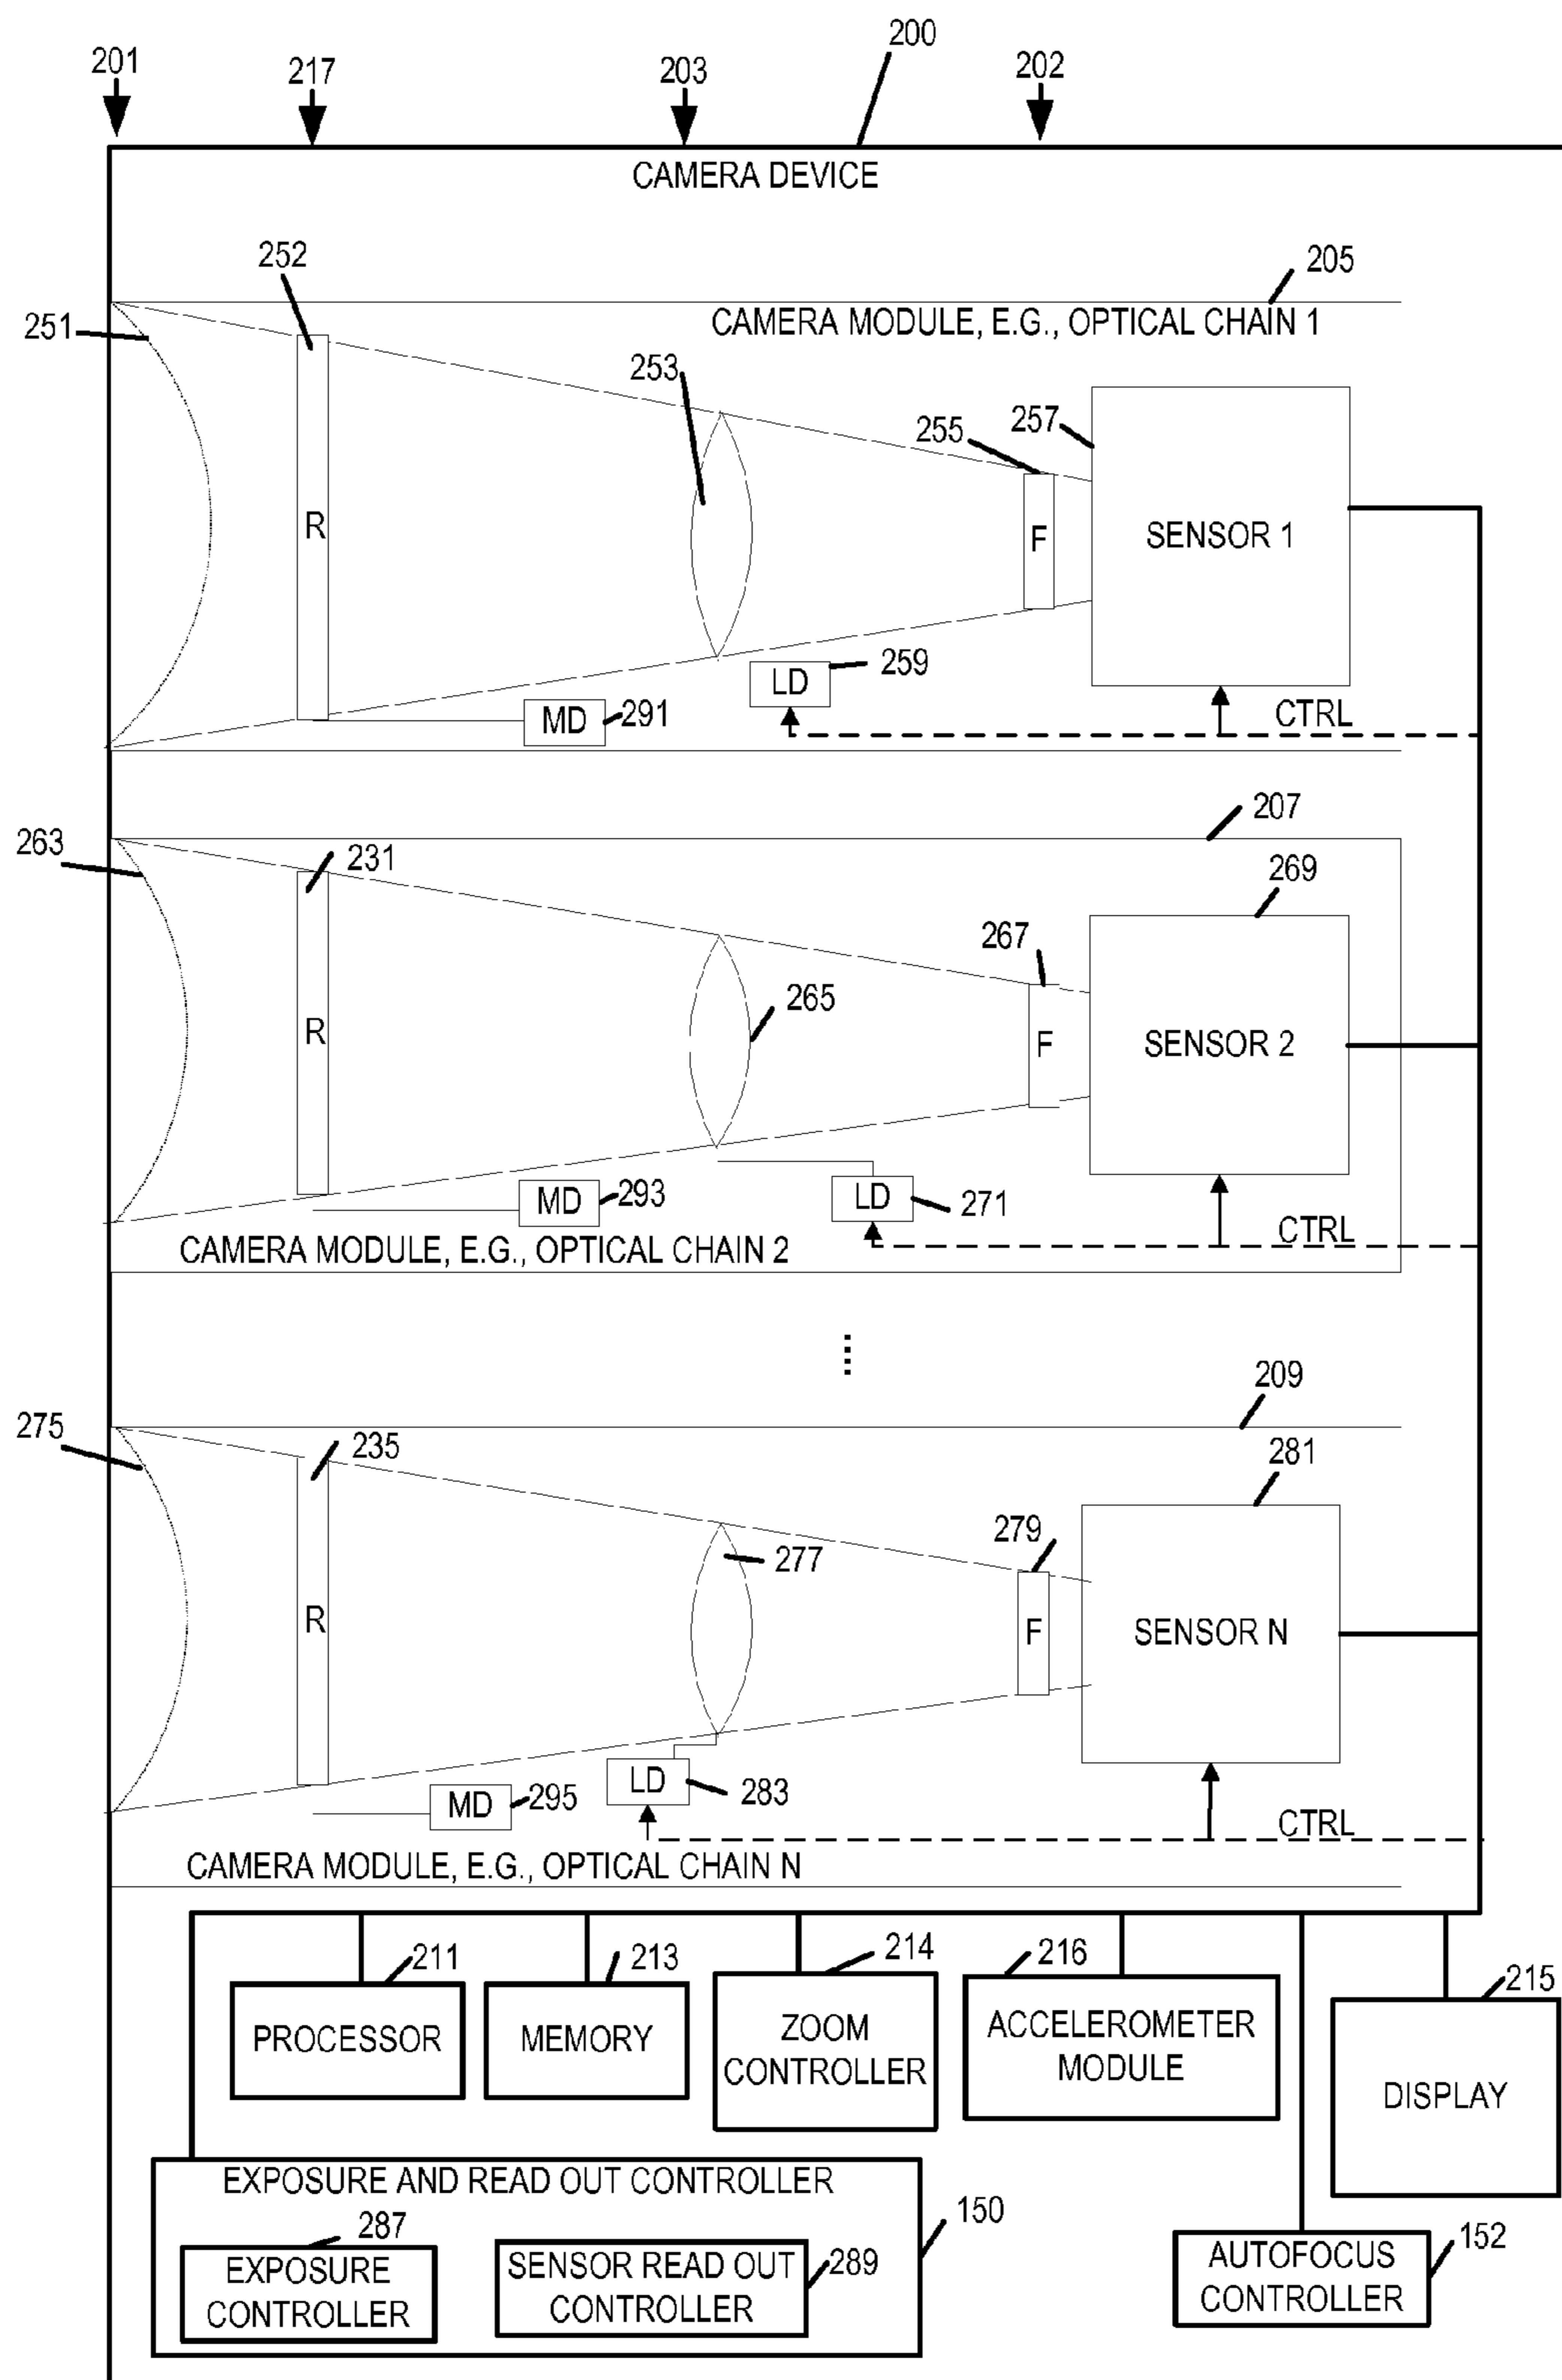 200
201
217
203
202
CAMERA DEVICE
252
205
251
CAMERA MODULE, E.G., OPTICAL CHAIN 1
253
255
257
R
F
SENSOR 1
LD
259
MD
291
CTRL
207
263
231
269
267
265
R
F
SENSOR 2
MD
293
LD
271
CTRL
CAMERA MODULE, E.G., OPTICAL CHAIN 2
209
275
235
281
279
277
R
F
SENSOR N
LD
283
MD
295
CTRL
CAMERA MODULE, E.G., OPTICAL CHAIN N
211
213
214
216
215
PROCESSOR
MEMORY
ZOOM
CONTROLLER
ACCELEROMETER
MODULE
DISPLAY
EXPOSURE AND READ OUT CONTROLLER
150
287
EXPOSURE
CONTROLLER
SENSOR READ OUT
CONTROLLER
289
AUTOFOCUS
CONTROLLER
152